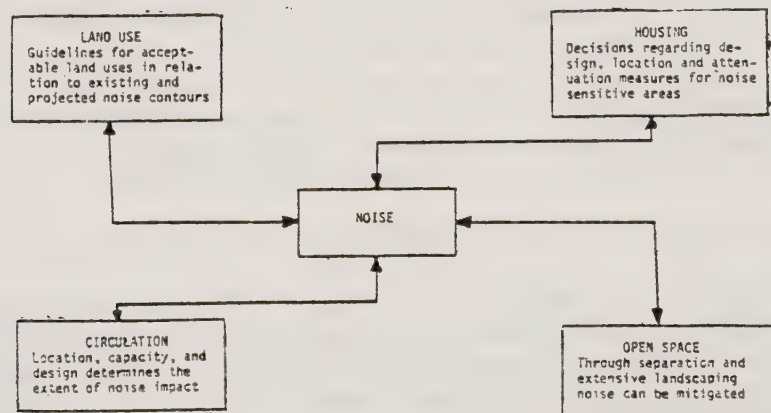 LAND USE
Guidelines for accept-
able land uses in rela-
tion to existing and
projected noise contours
HOUSING
Decisions regarding de-
sign, location and atten-
uation measures for noise
sensitive areas
NOISE
CIRCULATION
Location, capacity, and
design determines the
extent of noise impact
OPEN SPACE
Through separation and
extensive landscaping
noise can be mitigated